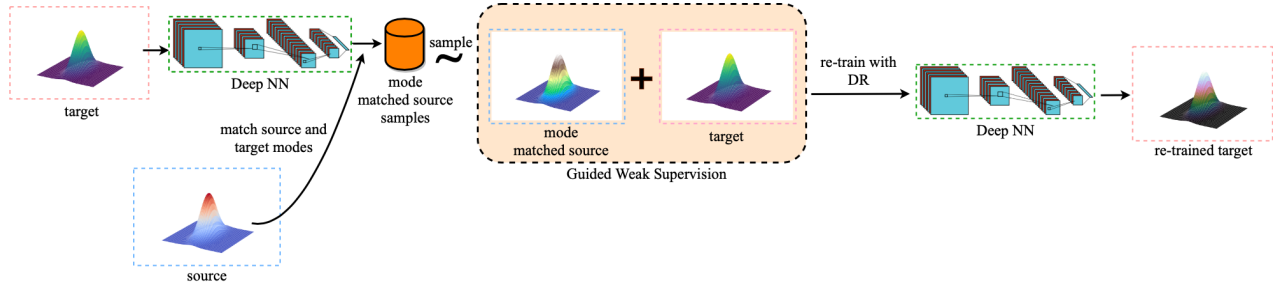 target
Deep NN
match source and
target modes
source
mode
matched source
samples
sample
~
mode
matched source
+
target
Guided Weak Supervision
re-train with
DR
Deep NN
re-trained target